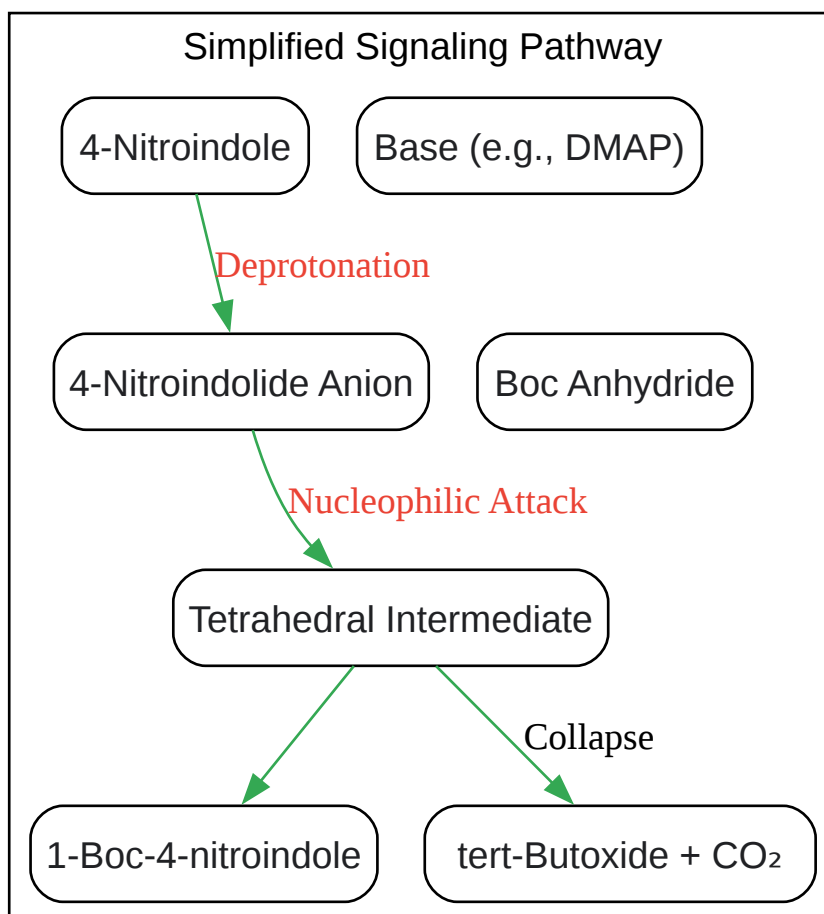 Simplified Signaling Pathway
4-Nitroindole
Base (e.g., DMAP)
Deprotonation
4-Nitroindolide Anion
Boc Anhydride
Nucleophilic Attack
Tetrahedral Intermediate
Collapse
1-Boc-4-nitroindole
tert-Butoxide + CO₂